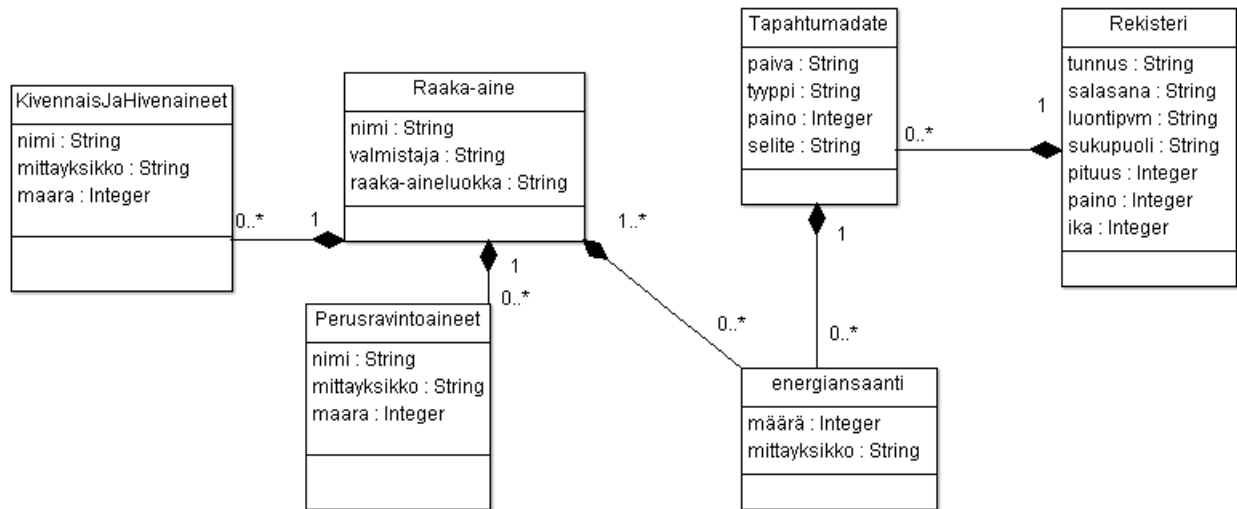 KivennaisJaHivenaineet
nimi : String
mittayksikko : String
maara : Integer
0..*
1
Raaka-aine
nimi : String
valmistaja : String
raaka-aineluokka : String
1
0..*
Perusravintoaineet
nimi : String
mittayksikko : String
maara : Integer
1..*
0..*
Tapahtumadate
paiva : String
tyyppi : String
paino : Integer
selite : String
0..*
1
1
0..*
energiansaanti
määrä : Integer
mittayksikko : String
Rekisteri
tunnus : String
salasana : String
luontipvm : String
sukupuoli : String
pituus : Integer
paino : Integer
ika : Integer